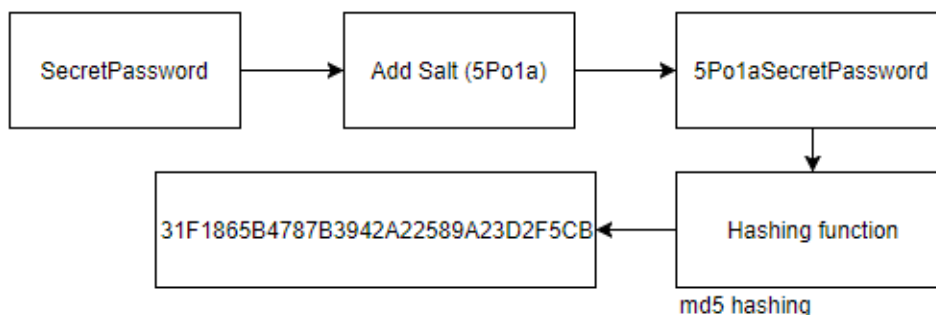 SecretPassword
Add Salt (5Po1a)
5Po1aSecretPassword
Hashing function
md5 hashing
31F1865B4787B3942A22589A23D2F5CB